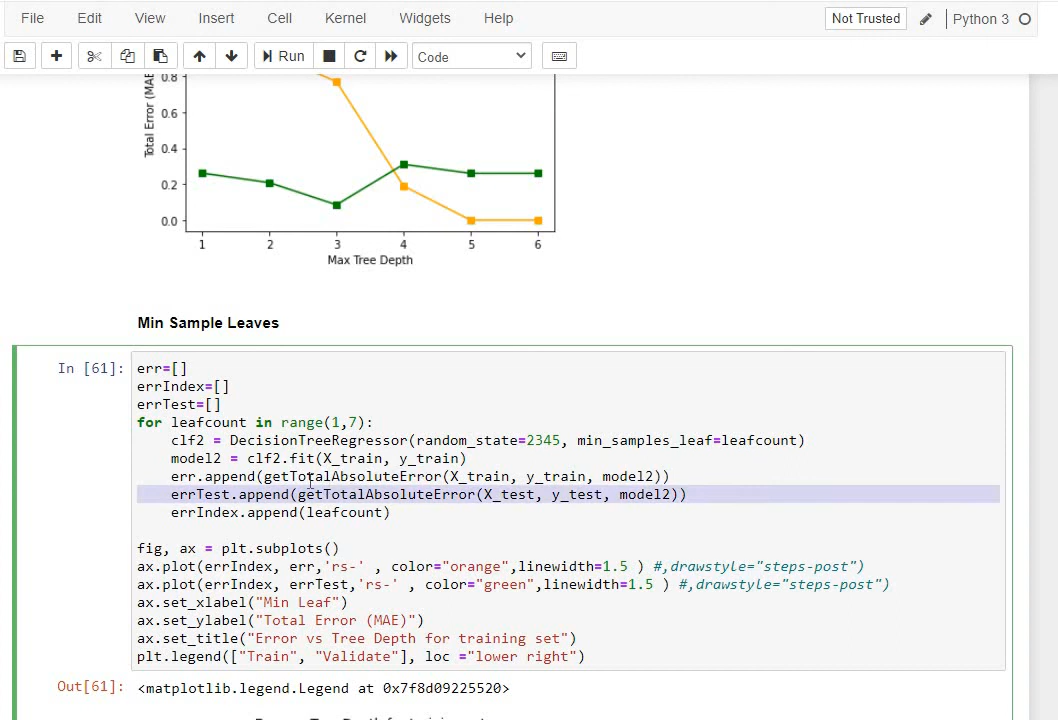 File Edit View Insert Cell Kernel Widgets Help Not Trusted Python 3
Run Code
0.8
0.6
0.4
0.2
0.0
Total Error (MAE
1 2 3 4 5 6
Max Tree Depth
Min Sample Leaves
In [61]: err=[]
errIndex=[]
errTest=[]
for leafcount in range(1,7):
clf2 = DecisionTreeRegressor(random_state=2345, min_samples_leaf=leafcount)
model2 = clf2.fit(X_train, y_train)
err.append(getTotalAbsoluteError(X_train, y_train, model2))
errTest.append(getTotalAbsoluteError(X_test, y_test, model2))
errIndex.append(leafcount)
fig, ax = plt.subplots()
ax.plot(errIndex, err,'rs-' , color="orange",linewidth=1.5 ) #,drawstyle="steps-post")
ax.plot(errIndex, errTest,'rs-' , color="green",linewidth=1.5 ) #,drawstyle="steps-post")
ax.set_xlabel("Min Leaf")
ax.set_ylabel("Total Error (MAE)")
ax.set_title("Error vs Tree Depth for training set")
plt.legend(["Train", "Validate"], loc ="lower right")
Out[61]: <matplotlib.legend.Legend at 0x7f8d09225520>